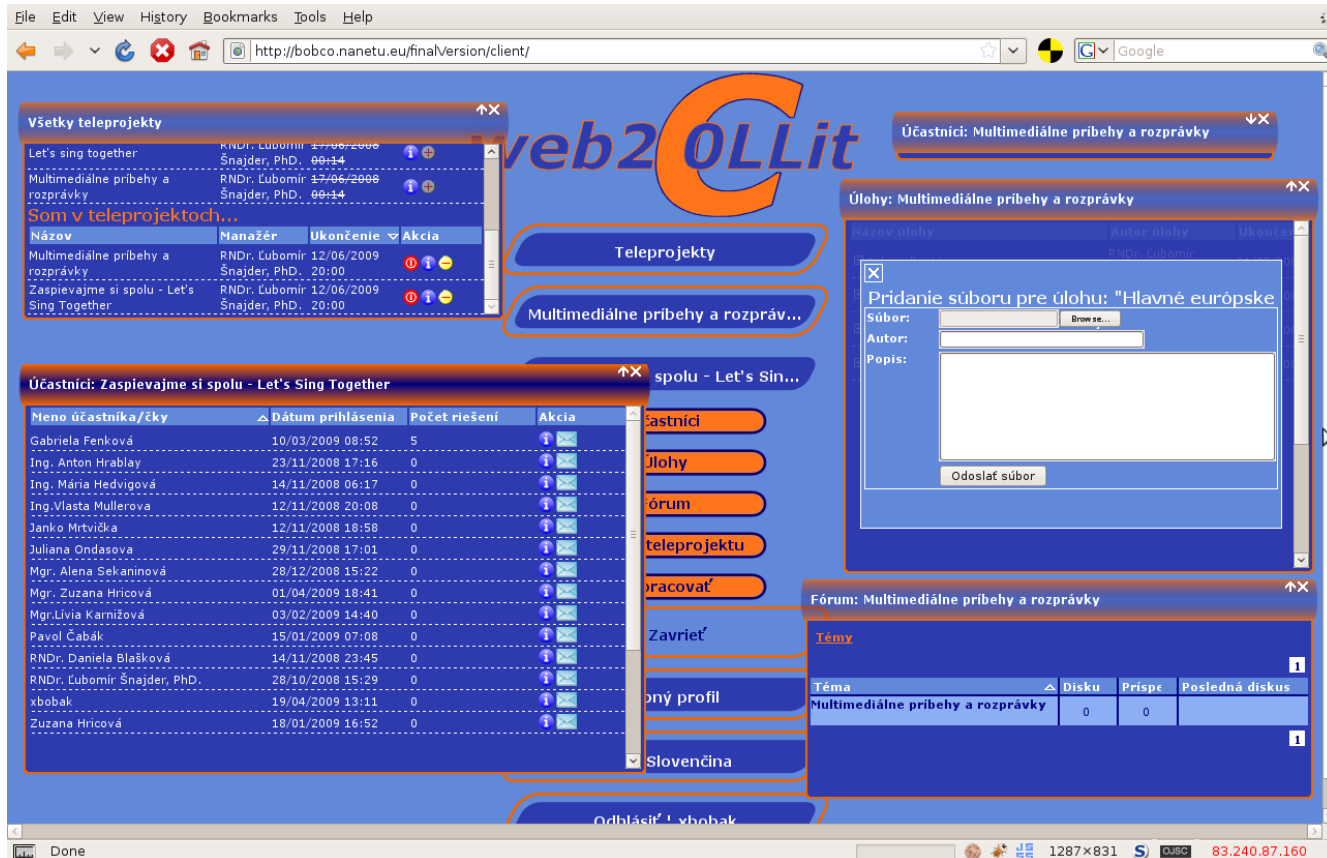 File Edit View History Bookmarks Tools Help
http://bobco.nanetu.eu/finalVersion/client/
G Google
web2COLLit
Všetky teleprojekty
Let's sing together RNDr. Ľubomír Šnajder, PhD. 17/06/2008 00:14
Multimediálne príbehy a rozprávky RNDr. Ľubomír Šnajder, PhD. 17/06/2008 00:14
Som v teleprojektoch...
Názov Manažér Ukončenie Akcia
Multimediálne príbehy a rozprávky RNDr. Ľubomír Šnajder, PhD. 12/06/2009 20:00
Zaspievajme si spolu - Let's Sing Together RNDr. Ľubomír Šnajder, PhD. 12/06/2009 20:00
Účastníci: Zaspievajme si spolu - Let's Sing Together
Meno účastníka/čky Dátum prihlásenia Počet riešení Akcia
Gabriela Fenková 10/03/2009 08:52 5
Ing. Anton Hrablay 23/11/2008 17:16 0
Ing. Mária Hedvigová 14/11/2008 06:17 0
Ing.Vlasta Mullerova 12/11/2008 20:08 0
Janko Mrtvička 12/11/2008 18:58 0
Juliana Ondasova 29/11/2008 17:01 0
Mgr. Alena Sekaninová 28/12/2008 15:22 0
Mgr. Zuzana Hricová 01/04/2009 18:41 0
Mgr.Lívia Karnižová 03/02/2009 14:40 0
Pavol Čabák 15/01/2009 07:08 0
RNDr. Daniela Blašková 14/11/2008 23:45 0
RNDr. Ľubomír Šnajder, PhD. 28/10/2008 15:29 0
xbobak 19/04/2009 13:11 0
Zuzana Hricová 18/01/2009 16:52 0
Teleprojekty
Multimediálne príbehy a rozpráv...
spolu - Let's Sin...
častníci
Úlohy
órum
teleprojektu
pracovať
Zavrieť
bný profil
Slovenčina
Odhlásiť ' xbobak
Účastníci: Multimediálne príbehy a rozprávky
Úlohy: Multimediálne príbehy a rozprávky
Názov úlohy Autor úlohy Ukonče
RNDr. Ľubomír
Pridanie súboru pre úlohu: "Hlavné európske
Súbor: Browse...
Autor:
Popis:
Odoslať súbor
Fórum: Multimediálne príbehy a rozprávky
Témy
1
Téma Disku Príspe Posledná diskus
Multimediálne príbehy a rozprávky 0 0
1
Done
1287×831 S) OJSC 83.240.87.160